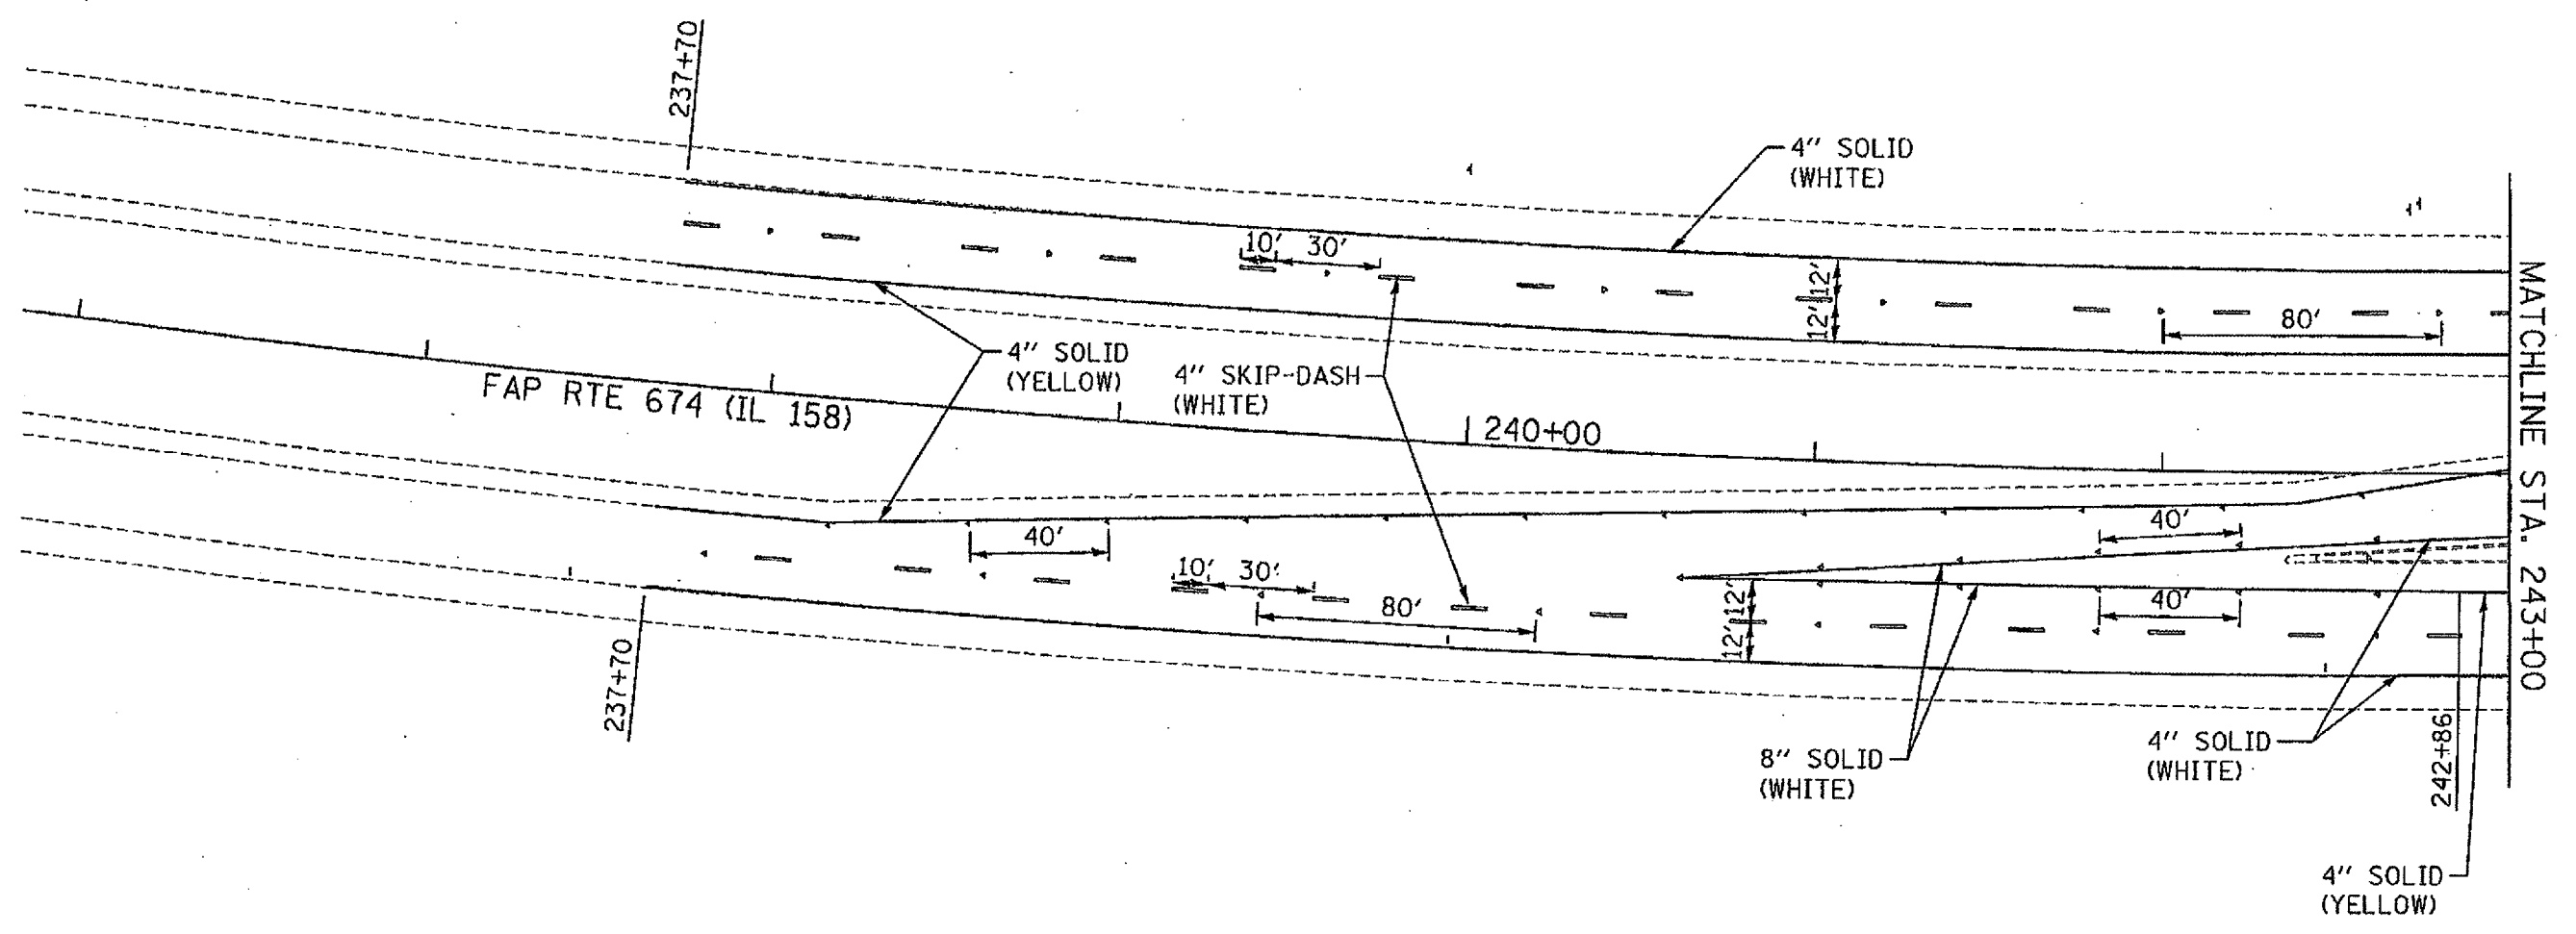 237+70
4" SOLID
(WHITE)
10' 30'
12'
12'
80'
MATCHLINE STA. 243+00
4" SOLID
(YELLOW)
4" SKIP-DASH
(WHITE)
FAP RTE 674 (IL 158)
240+00
40'
40'
10' 30'
80'
12'
12'
40'
237+70
8" SOLID
(WHITE)
4" SOLID
(WHITE)
242+86
4" SOLID
(YELLOW)